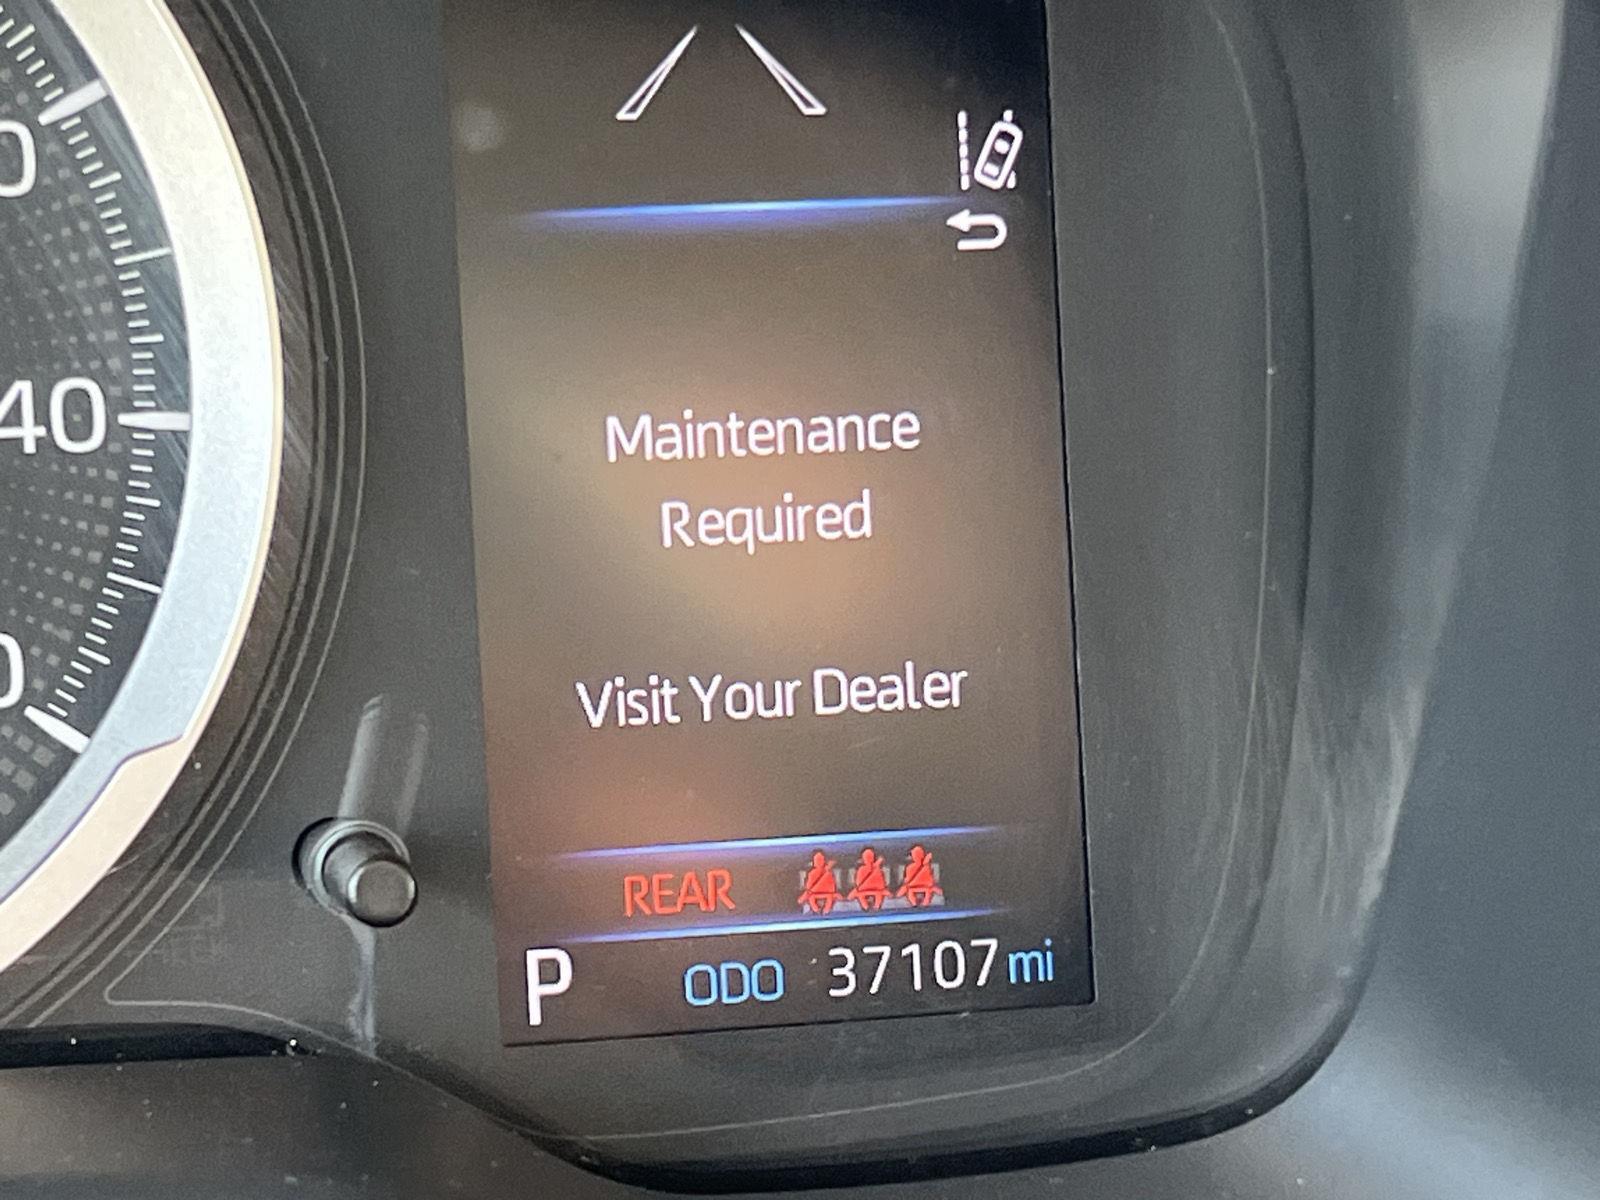 40
Maintenance
Required
Visit Your Dealer
REAR
P ODO 37107 mi